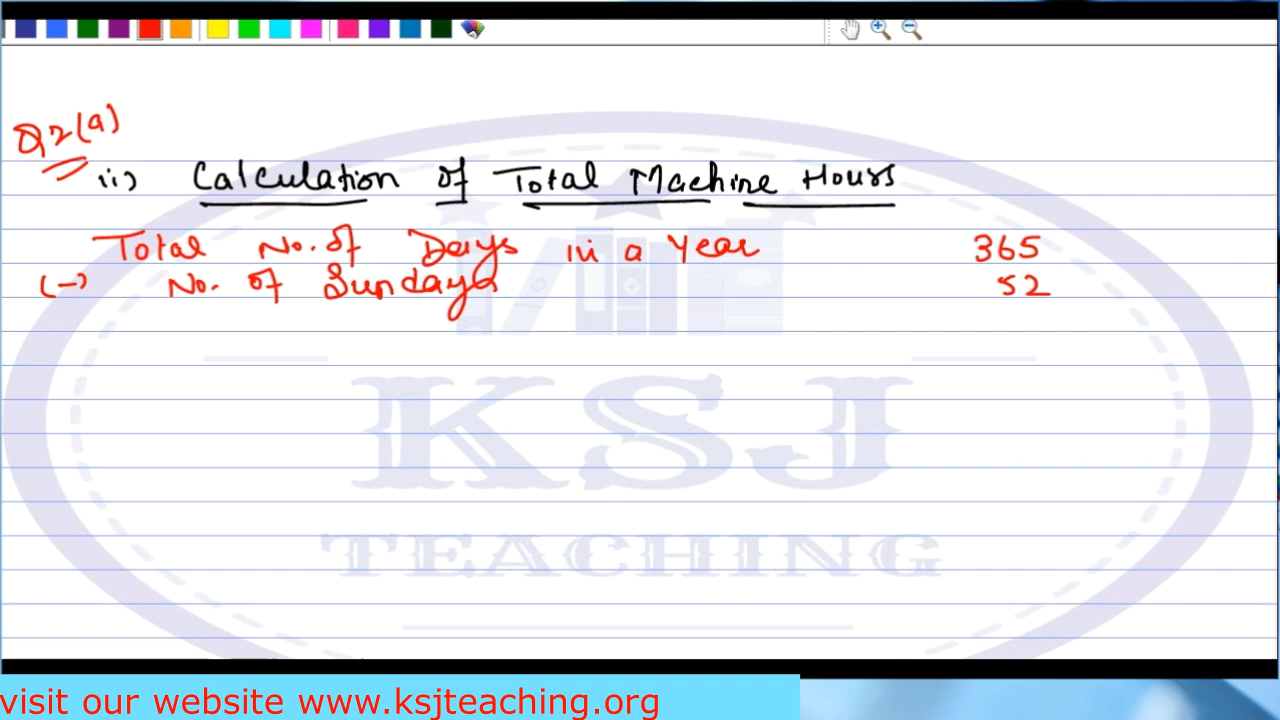 Q2(a)
ii) Calculation of Total Machine Hours
Total No. of Days in a Year 365
(-) No. of Sundays 52
KSJ
TEACHING
visit our website www.ksjteaching.org